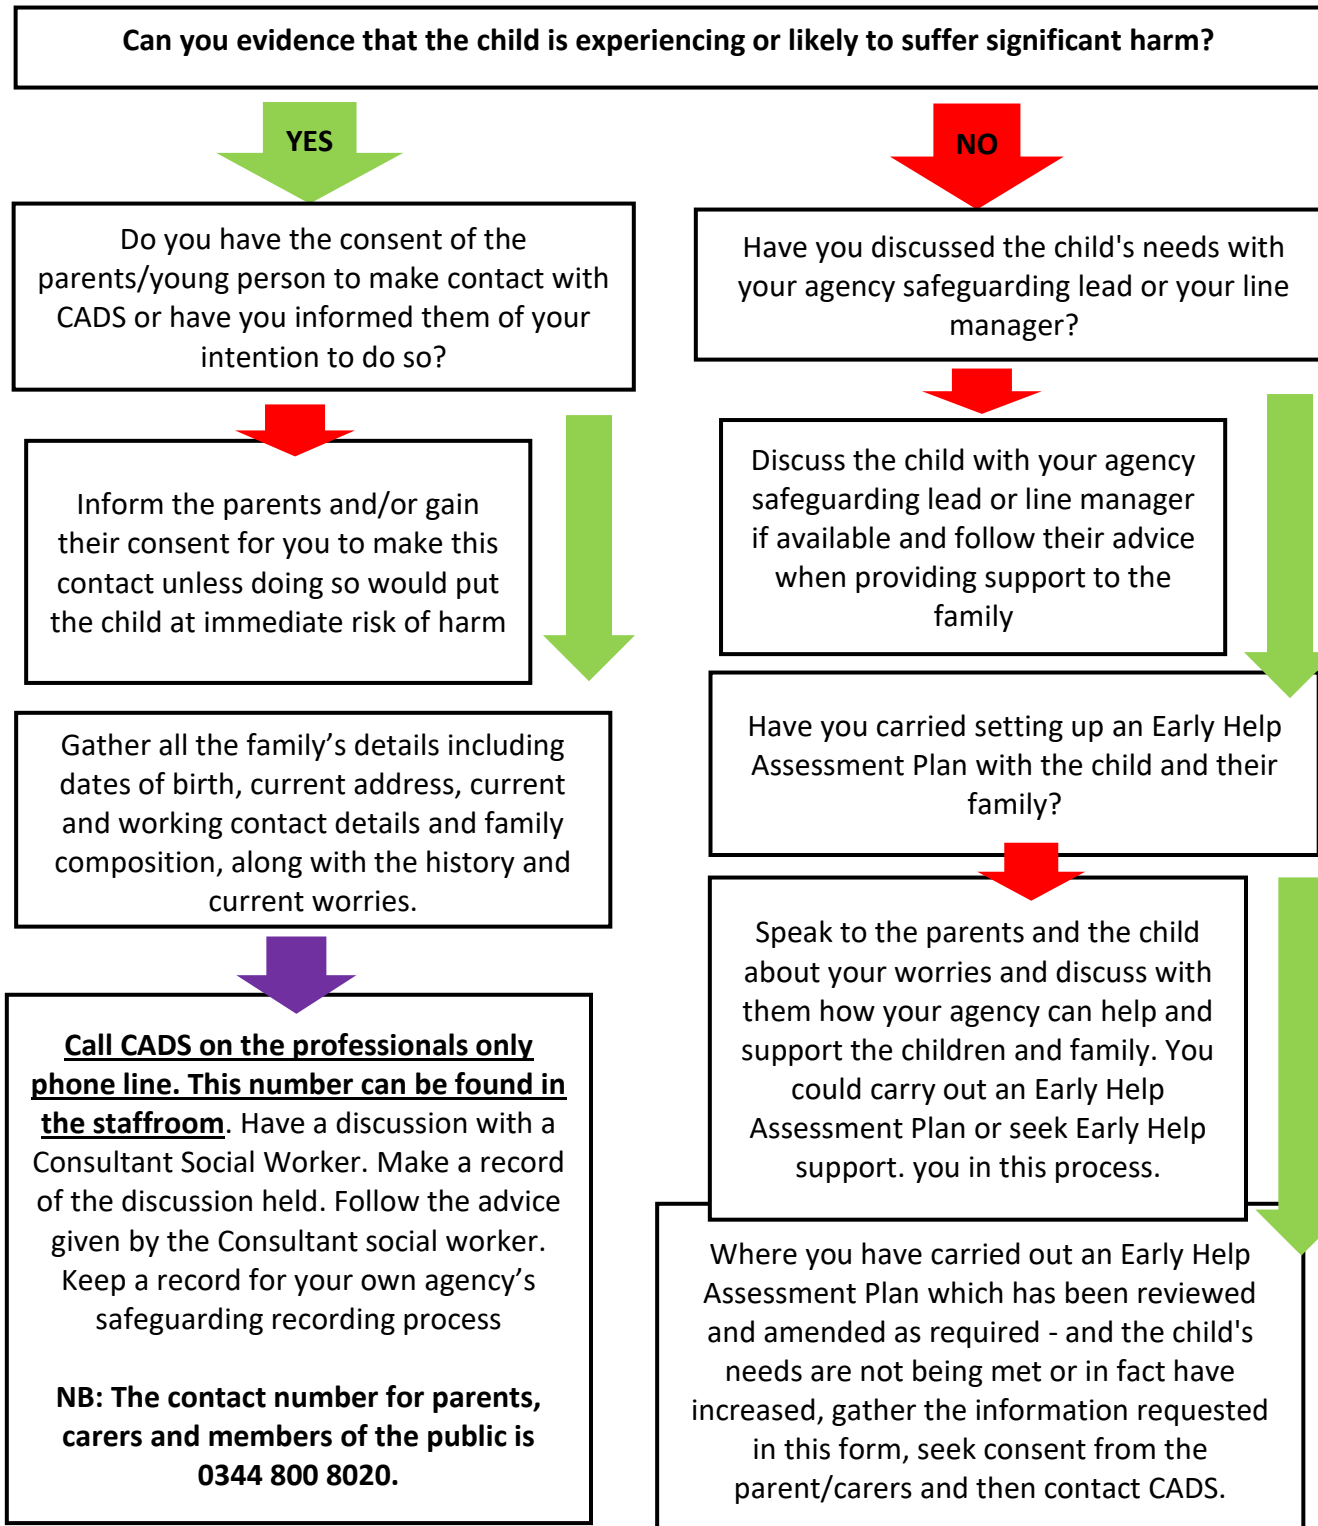 Can you evidence that the child is experiencing or likely to suffer significant harm?
YES
NO
Do you have the consent of the
parents/young person to make contact with
CADS or have you informed them of your
intention to do so?
Have you discussed the child's needs with
your agency safeguarding lead or your line
manager?
Inform the parents and/or gain
their consent for you to make this
contact unless doing so would put
the child at immediate risk of harm
Discuss the child with your agency
safeguarding lead or line manager
if available and follow their advice
when providing support to the
family
Gather all the family’s details including
dates of birth, current address, current
and working contact details and family
composition, along with the history and
current worries.
Have you carried setting up an Early Help
Assessment Plan with the child and their
family?
Call CADS on the professionals only
phone line. This number can be found in
the staffroom. Have a discussion with a
Consultant Social Worker. Make a record
of the discussion held. Follow the advice
given by the Consultant social worker.
Keep a record for your own agency’s
safeguarding recording process
NB: The contact number for parents,
carers and members of the public is
0344 800 8020.
Speak to the parents and the child
about your worries and discuss with
them how your agency can help and
support the children and family. You
could carry out an Early Help
Assessment Plan or seek Early Help
support. you in this process.
Where you have carried out an Early Help
Assessment Plan which has been reviewed
and amended as required - and the child's
needs are not being met or in fact have
increased, gather the information requested
in this form, seek consent from the
parent/carers and then contact CADS.